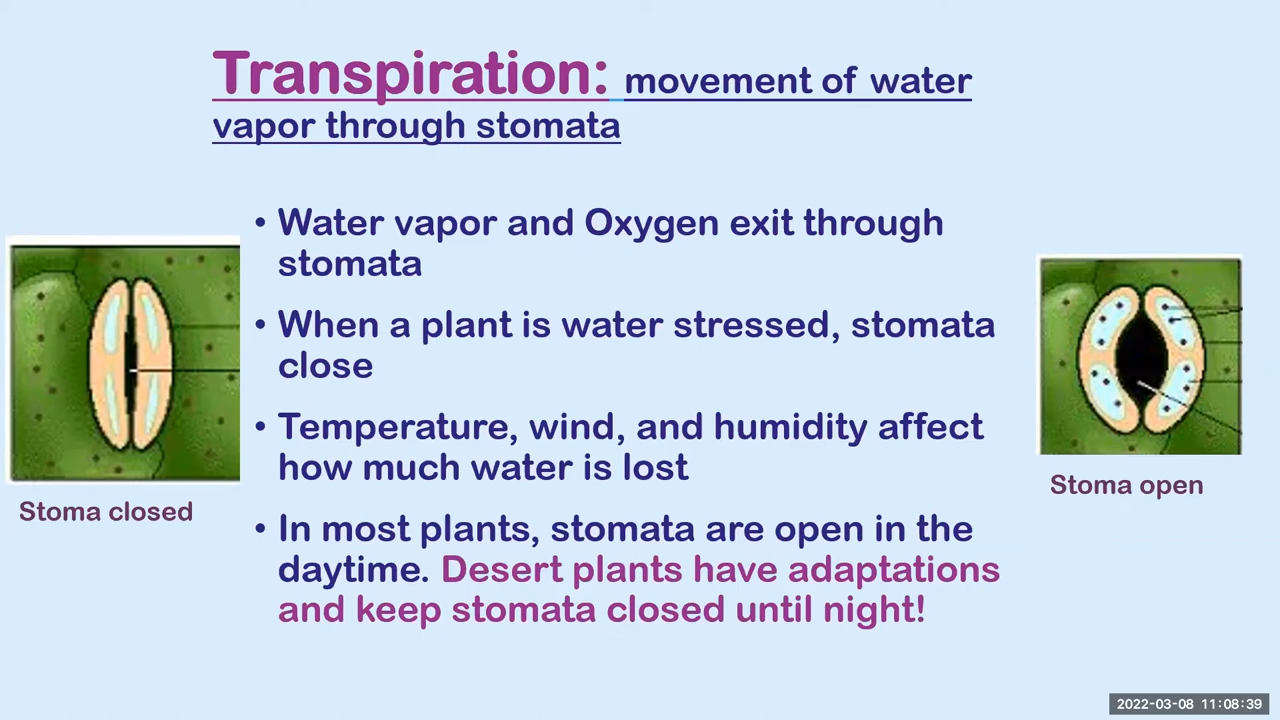 Transpiration: movement of water
vapor through stomata
• Water vapor and Oxygen exit through
stomata
• When a plant is water stressed, stomata
close
• Temperature, wind, and humidity affect
how much water is lost
• In most plants, stomata are open in the
daytime. Desert plants have adaptations
and keep stomata closed until night!
Stoma closed
Stoma open
2022-03-08 11:08:39